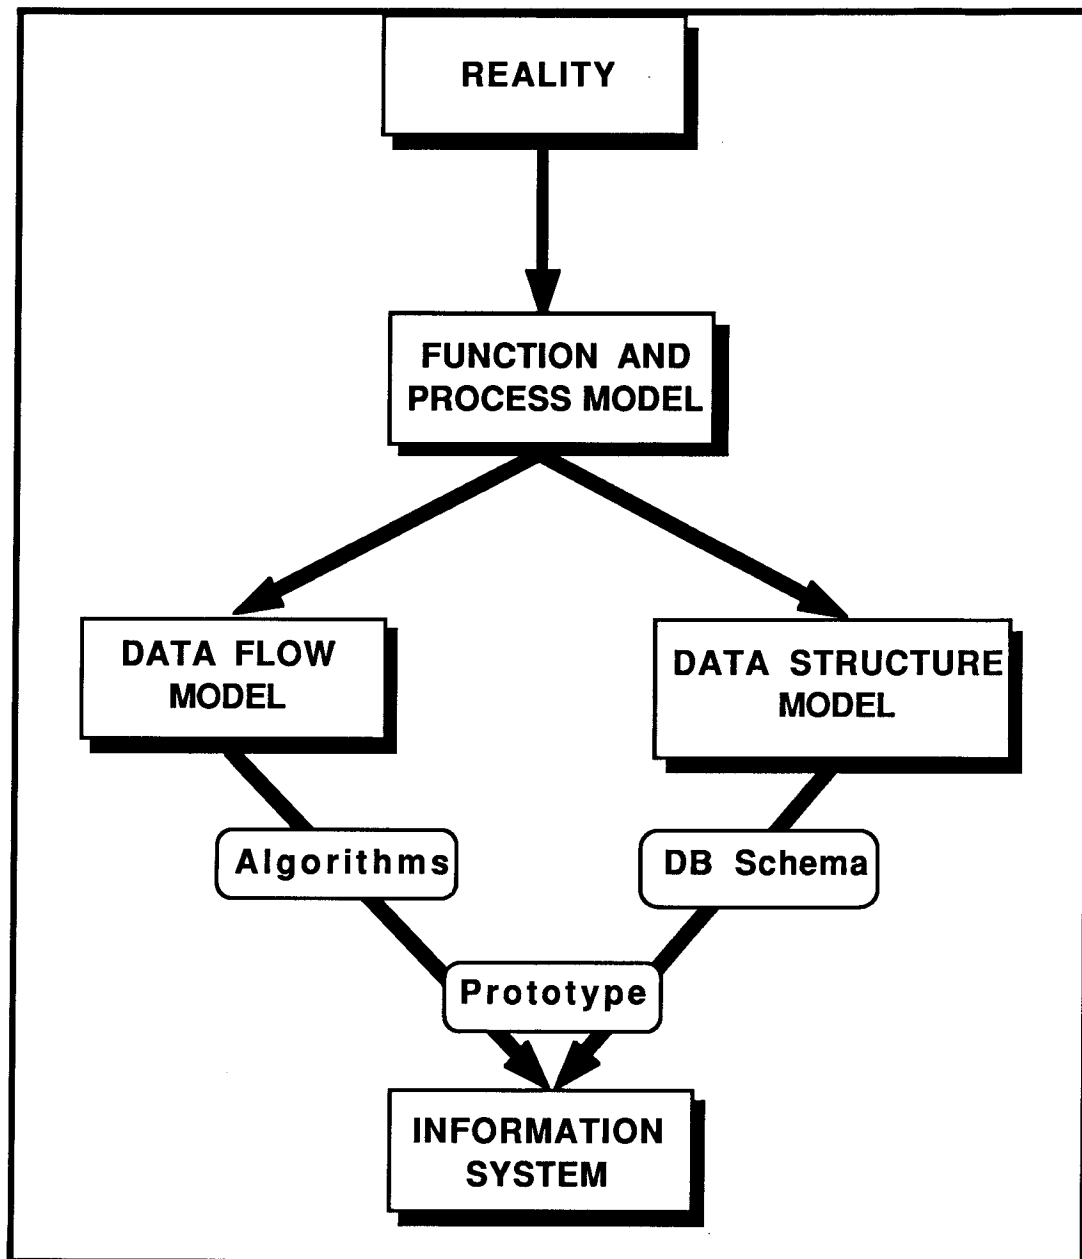 REALITY
FUNCTION AND
PROCESS MODEL
DATA FLOW
MODEL
DATA STRUCTURE
MODEL
Algorithms
DB Schema
Prototype
INFORMATION
SYSTEM